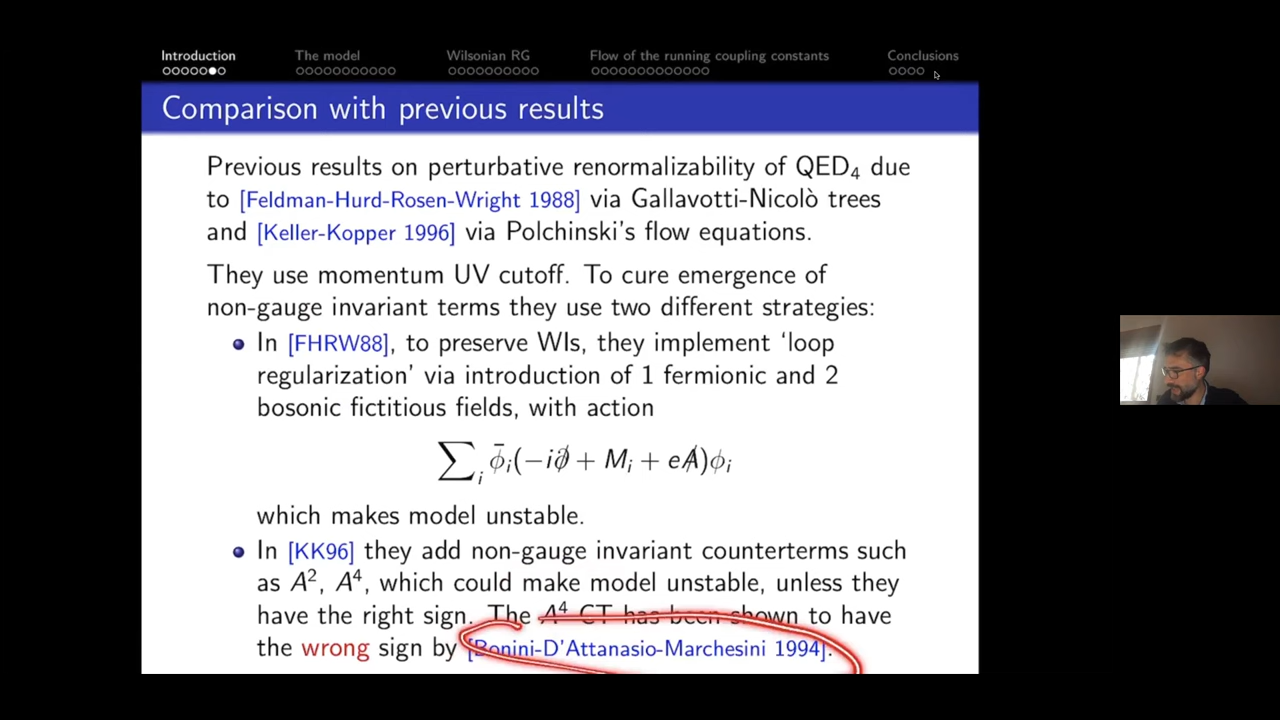 Introduction The model Wilsonian RG Flow of the running coupling constants Conclusions
Comparison with previous results
Previous results on perturbative renormalizability of QED₄ due
to [Feldman-Hurd-Rosen-Wright 1988] via Gallavotti-Nicolò trees
and [Keller-Kopper 1996] via Polchinski's flow equations.
They use momentum UV cutoff. To cure emergence of
non-gauge invariant terms they use two different strategies:
In [FHRW88], to preserve WIs, they implement ‘loop
regularization’ via introduction of 1 fermionic and 2
bosonic fictitious fields, with action
∑ᵢ ϕ̄ᵢ(−i∂̸ + Mᵢ + eA̸)ϕᵢ
which makes model unstable.
In [KK96] they add non-gauge invariant counterterms such
as A², A⁴, which could make model unstable, unless they
have the right sign. The A⁴ CT has been shown to have
the wrong sign by [Bonini-D'Attanasio-Marchesini 1994].